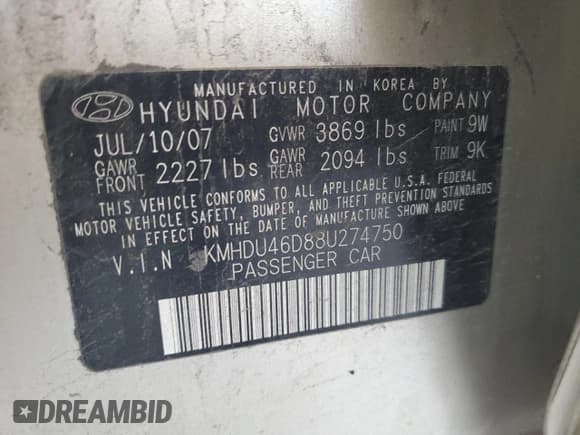 MANUFACTURED IN KOREA BY
HYUNDAI MOTOR COMPANY
JUL/10/07 GVWR 3869 lbs PAINT 9W
GAWR FRONT 2227 lbs GAWR REAR 2094 lbs TRIM 9K
THIS VEHICLE CONFORMS TO ALL APPLICABLE U.S.A. FEDERAL
MOTOR VEHICLE SAFETY, BUMPER, AND THEFT PREVENTION STANDARDS
IN EFFECT ON THE DATE OF MANUFACTURE SHOWN ABOVE.
V.I.N KMHDU46D88U274750
PASSENGER CAR
DREAMBID